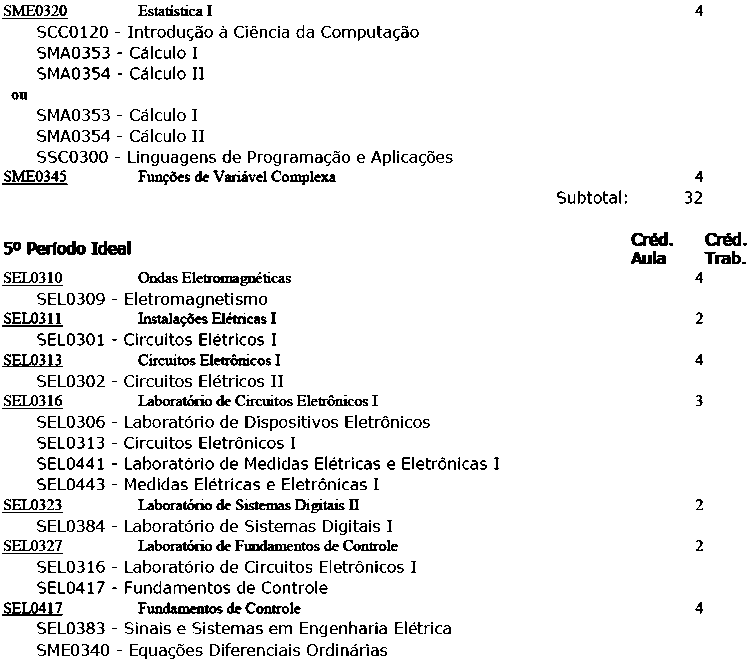 SME0320 Estatística I 4
SCC0120 - Introdução à Ciência da Computação
SMA0353 - Cálculo I
SMA0354 - Cálculo II
ou
SMA0353 - Cálculo I
SMA0354 - Cálculo II
SSC0300 - Linguagens de Programação e Aplicações
SME0345 Funções de Variável Complexa 4
Subtotal: 32
5º Período Ideal Créd. Aula Créd. Trab.
SEL0310 Ondas Eletromagnéticas 4
SEL0309 - Eletromagnetismo
SEL0311 Instalações Elétricas I 2
SEL0301 - Circuitos Elétricos I
SEL0313 Circuitos Eletrônicos I 4
SEL0302 - Circuitos Elétricos II
SEL0316 Laboratório de Circuitos Eletrônicos I 3
SEL0306 - Laboratório de Dispositivos Eletrônicos
SEL0313 - Circuitos Eletrônicos I
SEL0441 - Laboratório de Medidas Elétricas e Eletrônicas I
SEL0443 - Medidas Elétricas e Eletrônicas I
SEL0323 Laboratório de Sistemas Digitais II 2
SEL0384 - Laboratório de Sistemas Digitais I
SEL0327 Laboratório de Fundamentos de Controle 2
SEL0316 - Laboratório de Circuitos Eletrônicos I
SEL0417 - Fundamentos de Controle
SEL0417 Fundamentos de Controle 4
SEL0383 - Sinais e Sistemas em Engenharia Elétrica
SME0340 - Equações Diferenciais Ordinárias